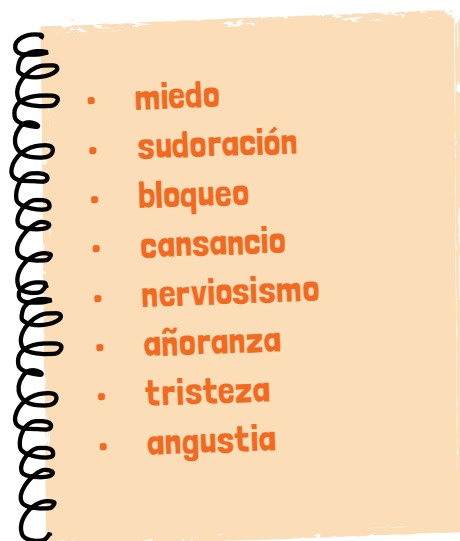 · miedo
· sudoración
· bloqueo
· cansancio
· nerviosismo
· añoranza
· tristeza
· angustia